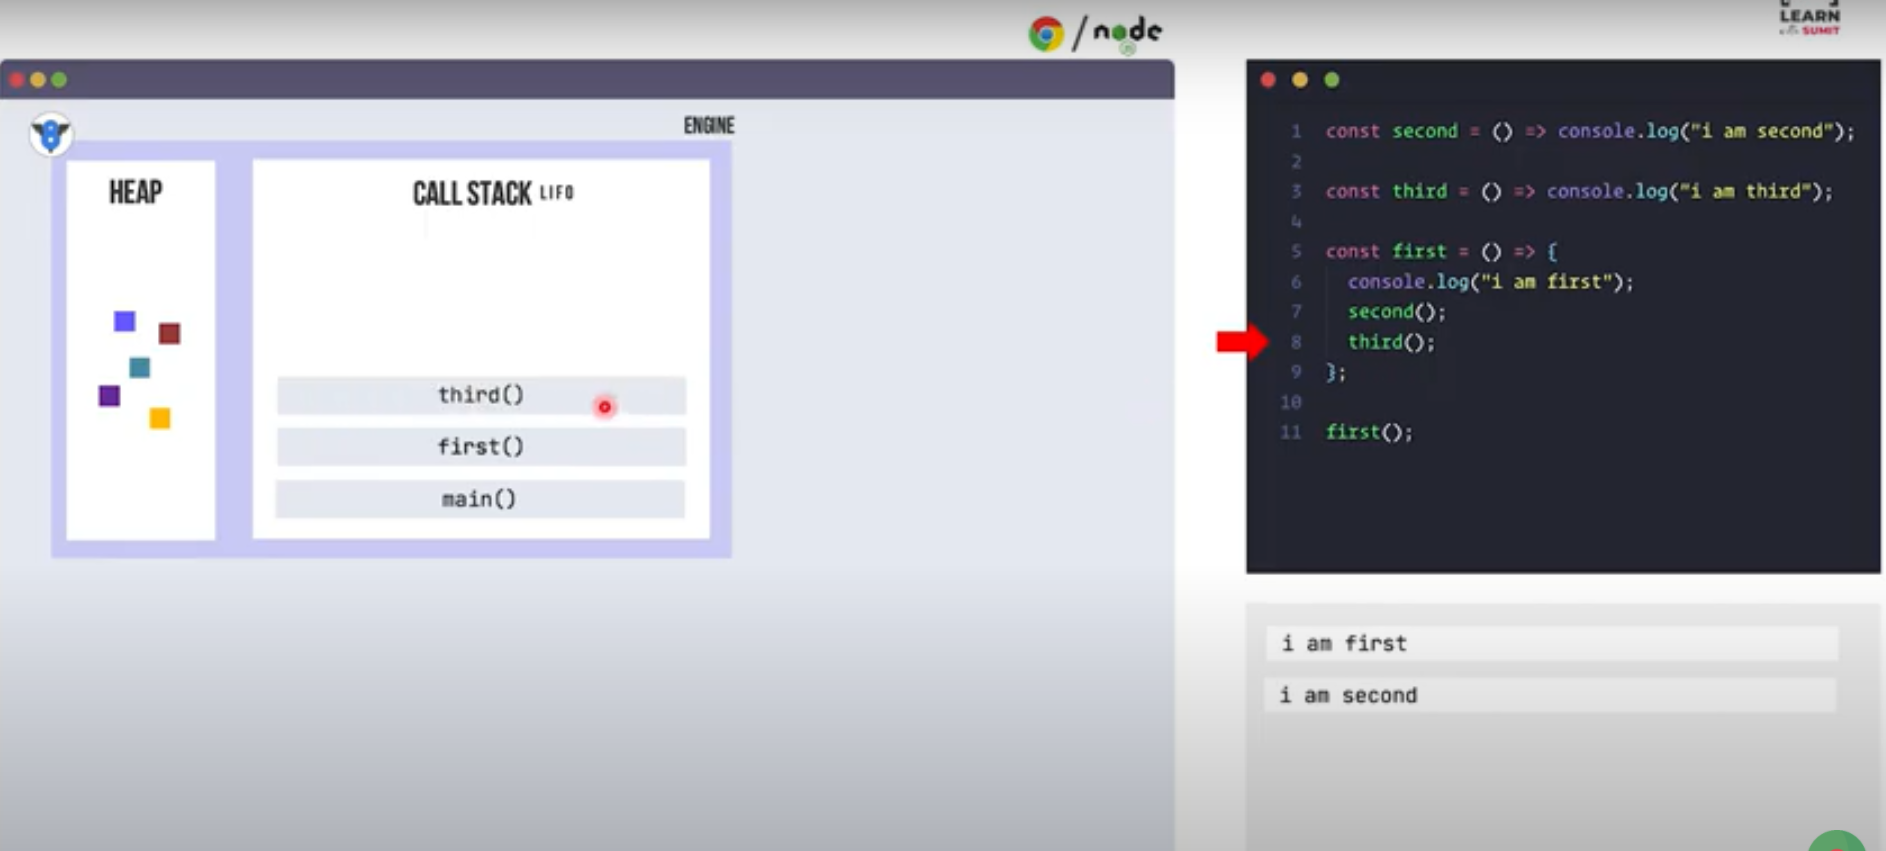 node
LEARN
SUMIT
ENGINE
HEAP
CALL STACK LIFO
third()
first()
main()
1 const second = () => console.log("i am second");
2
3 const third = () => console.log("i am third");
4
5 const first = () => {
6 console.log("i am first");
7 second();
8 third();
9 };
10
11 first();
i am first
i am second